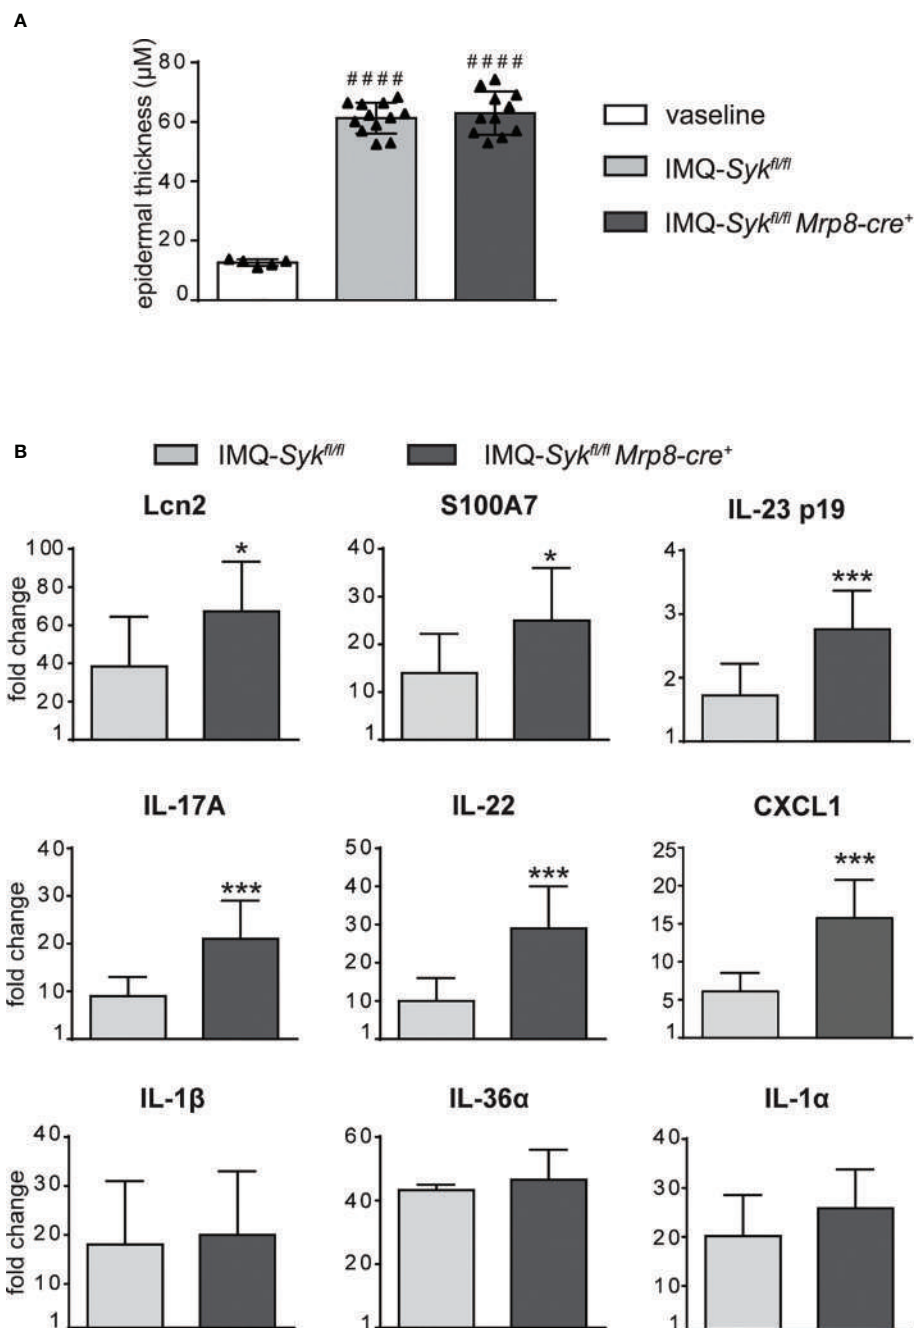 A
epidermal thickness (µM)
80
60
40
20
0
####
####
vaseline
IMQ-Syk fl/fl
IMQ-Syk fl/fl Mrp8-cre+
B
IMQ-Syk fl/fl
IMQ-Syk fl/fl Mrp8-cre+
Lcn2
fold change
100
80
60
40
20
1
*
S100A7
40
30
20
10
1
*
IL-23 p19
4
3
2
1
***
IL-17A
fold change
40
30
20
10
1
***
IL-22
50
40
30
20
10
1
***
CXCL1
25
20
15
10
5
1
***
IL-1β
fold change
40
30
20
10
1
IL-36α
60
40
20
1
IL-1α
40
30
20
10
1